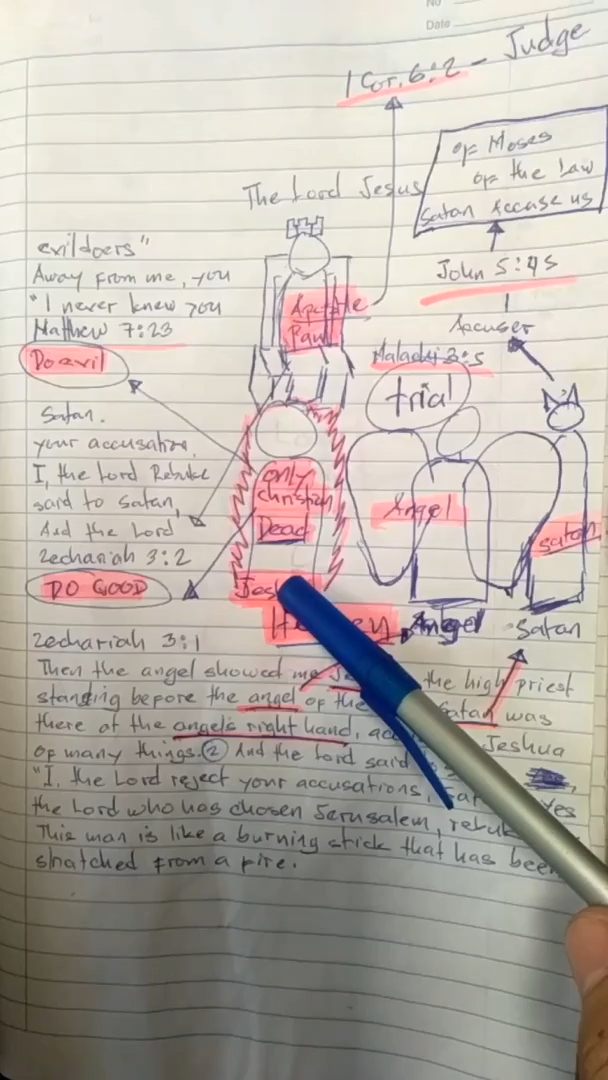 No
Date
1 Cor. 6:2 - Judge
of Moses
of the Law
Satan Accuse us
The Lord Jesus
John 5:45
Accuser
evildoers"
Away from me, you
"I never knew you
Matthew 7:23
Do evil
Apostle
Paul
Malachi 3:5
trial
Satan.
your accusation,
I, the Lord Rebuke
said to Satan,
And the Lord
Zechariah 3:2
DO GOOD
only
christian
Dead
Angel
satan
Angel
Satan
Zechariah 3:1
Then the angel showed me the high priest
standing before the angel of the Satan was
there at the angels right hand, Jeshua
of many things. ② And the Lord said
"I, the Lord reject your accusations, Yes
the Lord who has chosen Jerusalem,
This man is like a burning stick that has been
snatched from a fire.